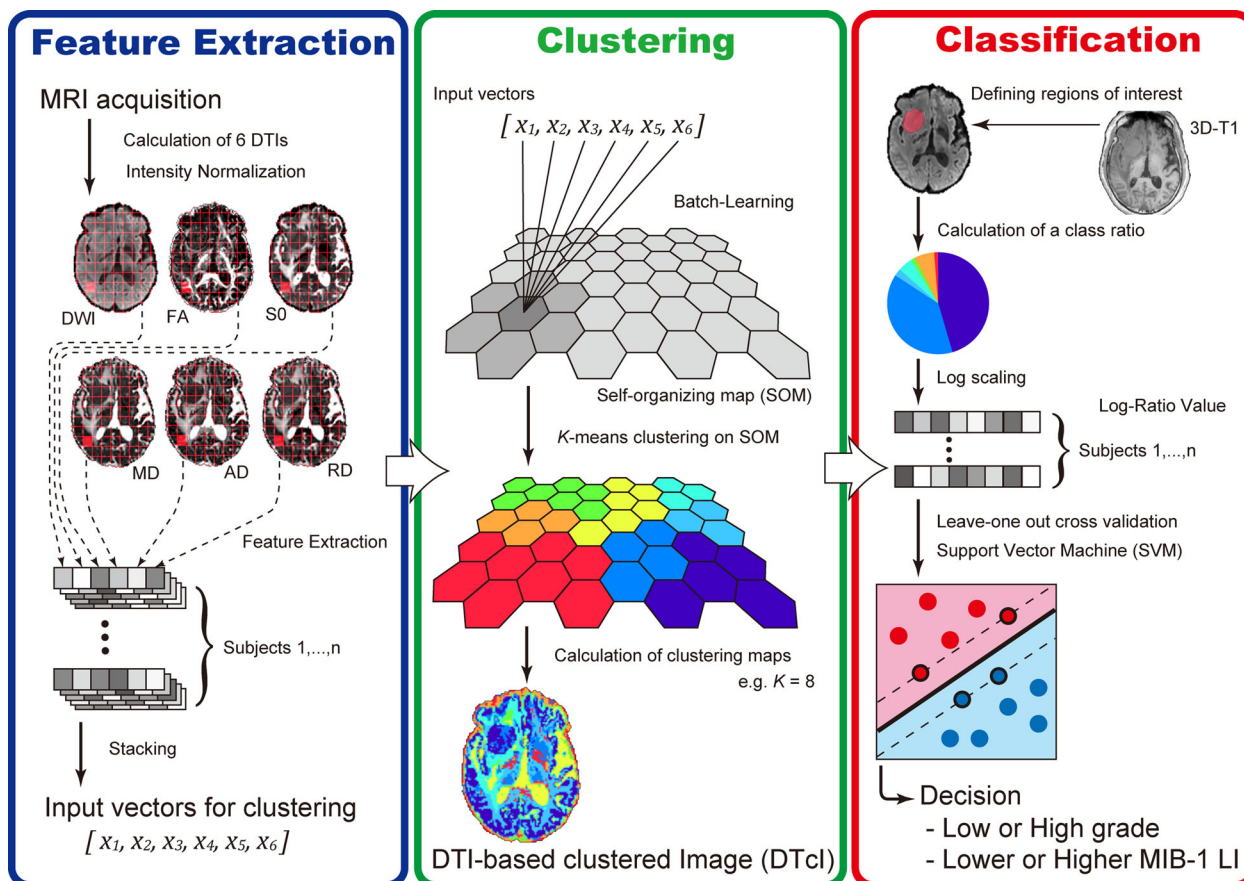 Feature Extraction
MRI acquisition
Calculation of 6 DTIs
Intensity Normalization
DWI
FA
S0
MD
AD
RD
Feature Extraction
Subjects 1,...,n
Stacking
Input vectors for clustering
[ x₁, x₂, x₃, x₄, x₅, x₆]
Clustering
Input vectors
[ x₁, x₂, x₃, x₄, x₅, x₆]
Batch-Learning
Self-organizing map (SOM)
K-means clustering on SOM
Calculation of clustering maps
e.g. K = 8
DTI-based clustered Image (DTcI)
Classification
Defining regions of interest
3D-T1
Calculation of a class ratio
Log scaling
Log-Ratio Value
Subjects 1,...,n
Leave-one out cross validation
Support Vector Machine (SVM)
Decision
- Low or High grade
- Lower or Higher MIB-1 LI